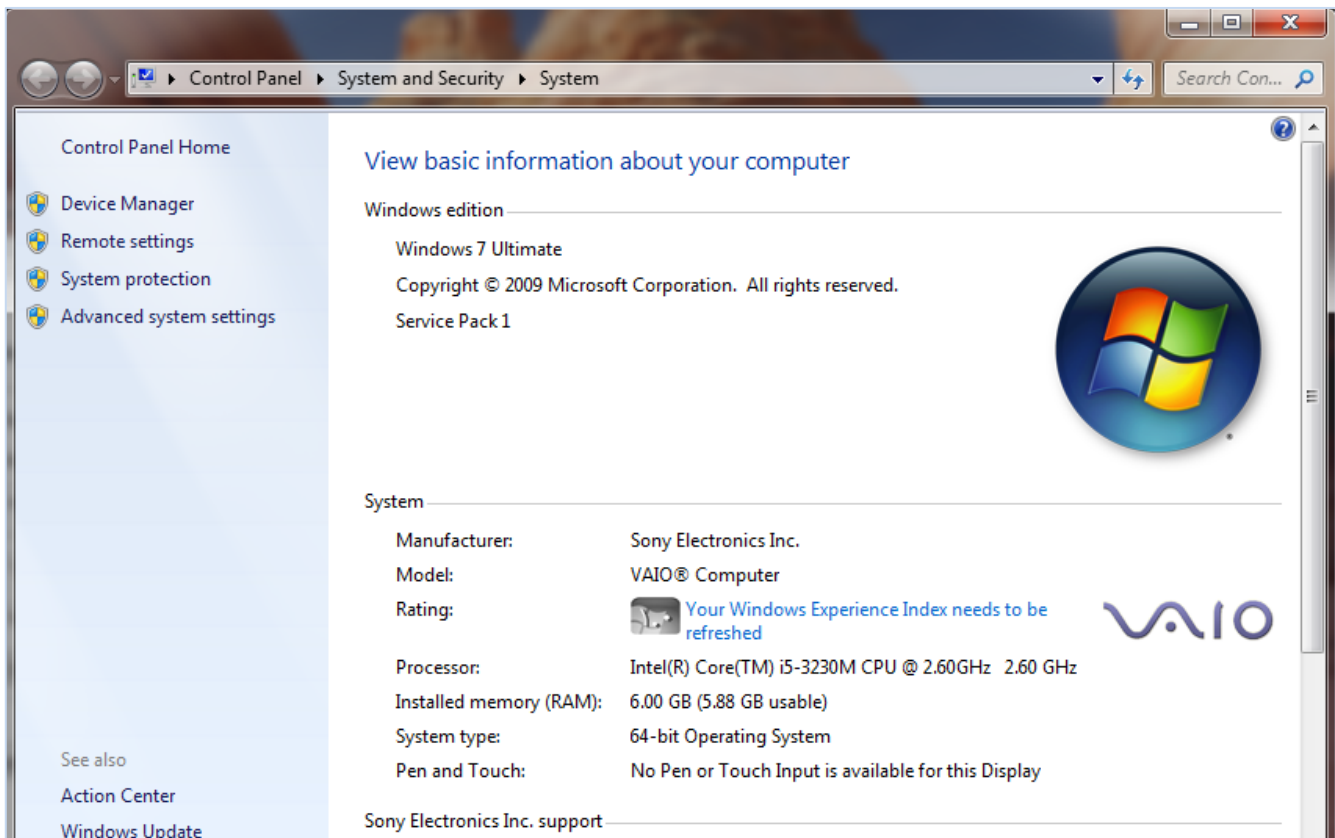 Control Panel ▸ System and Security ▸ System
Search Con...
Control Panel Home
Device Manager
Remote settings
System protection
Advanced system settings
See also
Action Center
Windows Update
View basic information about your computer
Windows edition
Windows 7 Ultimate
Copyright © 2009 Microsoft Corporation. All rights reserved.
Service Pack 1
System
Manufacturer: Sony Electronics Inc.
Model: VAIO® Computer
Rating: Your Windows Experience Index needs to be
refreshed
VAIO
Processor: Intel(R) Core(TM) i5-3230M CPU @ 2.60GHz 2.60 GHz
Installed memory (RAM): 6.00 GB (5.88 GB usable)
System type: 64-bit Operating System
Pen and Touch: No Pen or Touch Input is available for this Display
Sony Electronics Inc. support